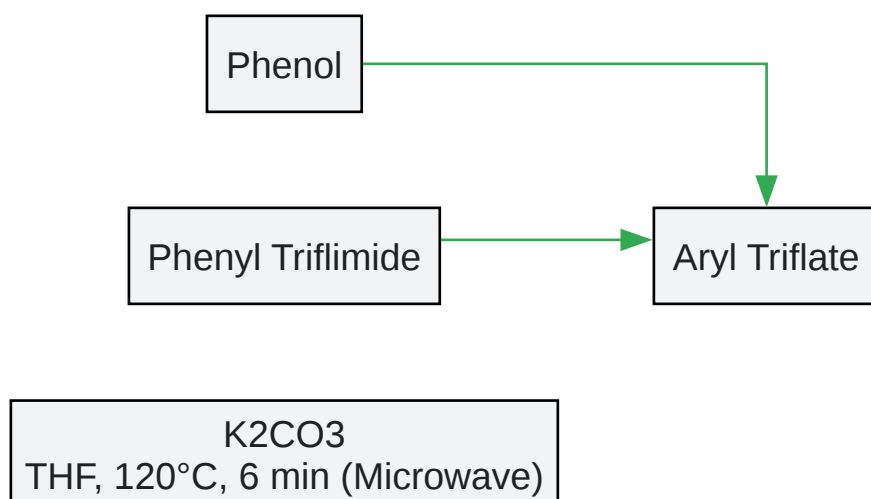 Phenol
Phenyl Triflimide
Aryl Triflate
K2CO3
THF, 120°C, 6 min (Microwave)